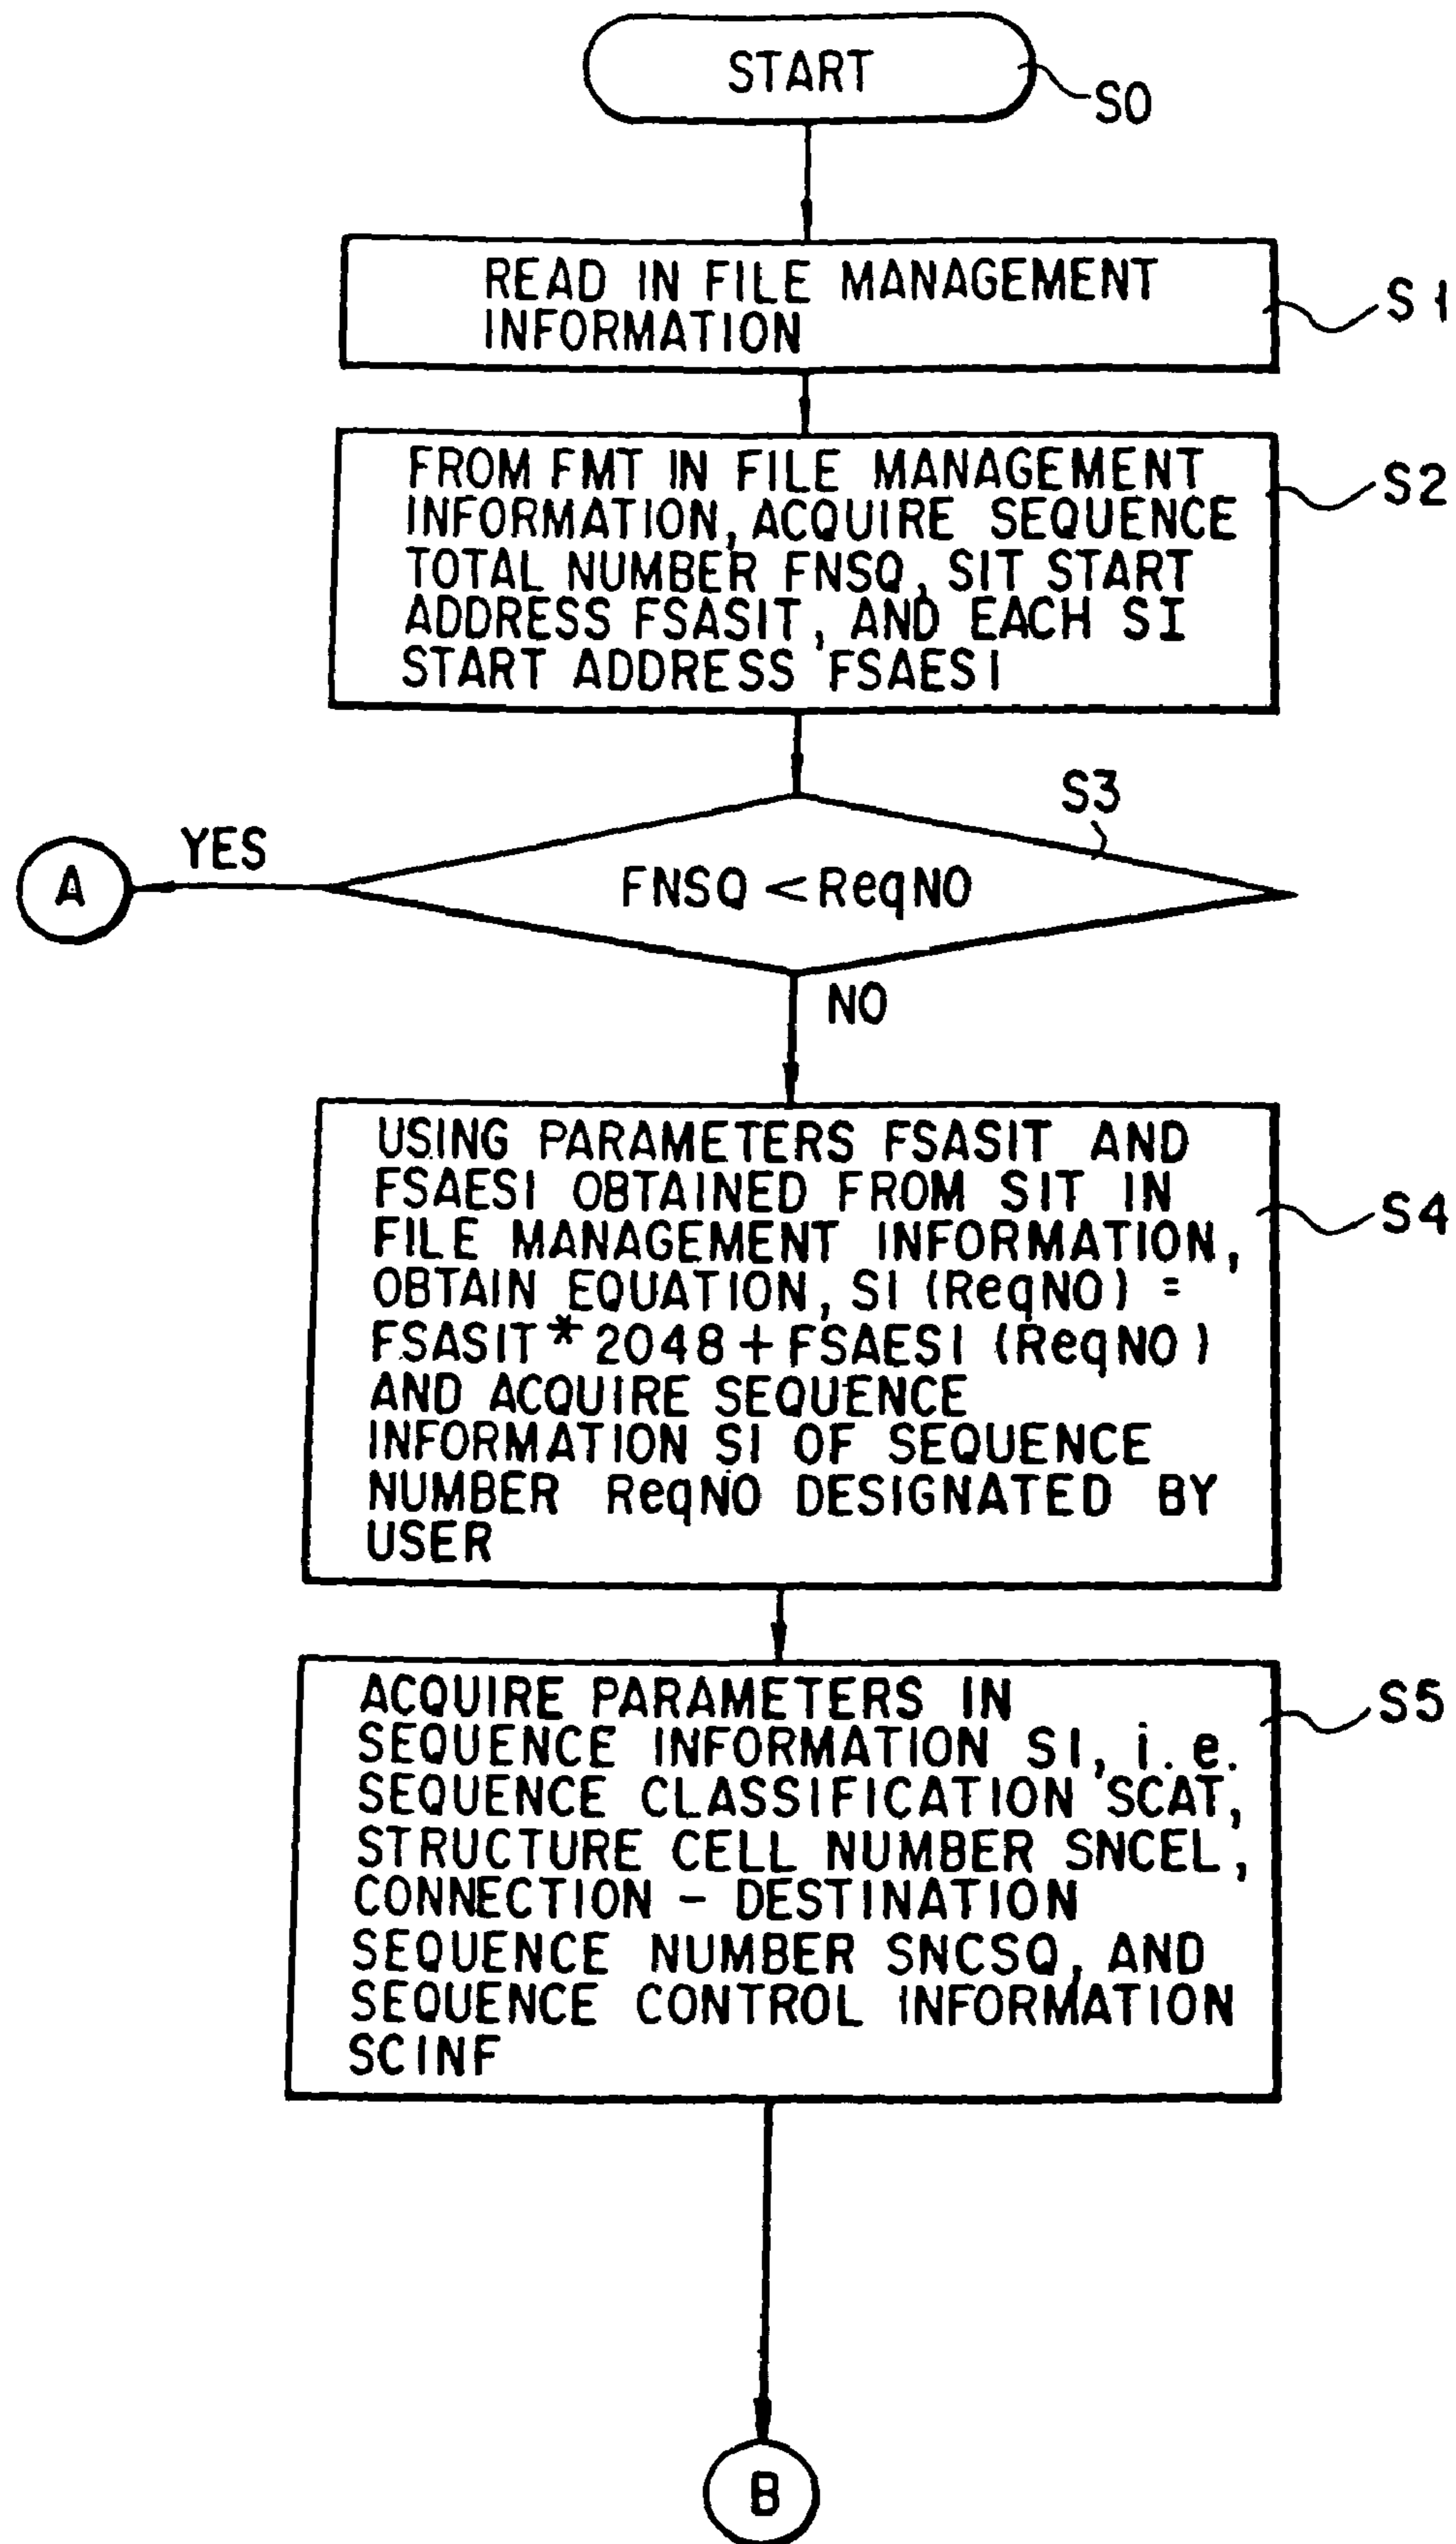 START
S0
READ IN FILE MANAGEMENT
INFORMATION
S1
FROM FMT IN FILE MANAGEMENT
INFORMATION, ACQUIRE SEQUENCE
TOTAL NUMBER FNSQ, SIT START
ADDRESS FSASIT, AND EACH SI
START ADDRESS FSAESI
S2
S3
FNSQ < ReqNO
YES
A
NO
USING PARAMETERS FSASIT AND
FSAESI OBTAINED FROM SIT IN
FILE MANAGEMENT INFORMATION,
OBTAIN EQUATION, SI (ReqNO) =
FSASIT * 2048 + FSAESI (ReqNO)
AND ACQUIRE SEQUENCE
INFORMATION SI OF SEQUENCE
NUMBER ReqNO DESIGNATED BY
USER
S4
ACQUIRE PARAMETERS IN
SEQUENCE INFORMATION SI, i.e.
SEQUENCE CLASSIFICATION SCAT,
STRUCTURE CELL NUMBER SNCEL,
CONNECTION - DESTINATION
SEQUENCE NUMBER SNCSQ, AND
SEQUENCE CONTROL INFORMATION
SCINF
S5
B